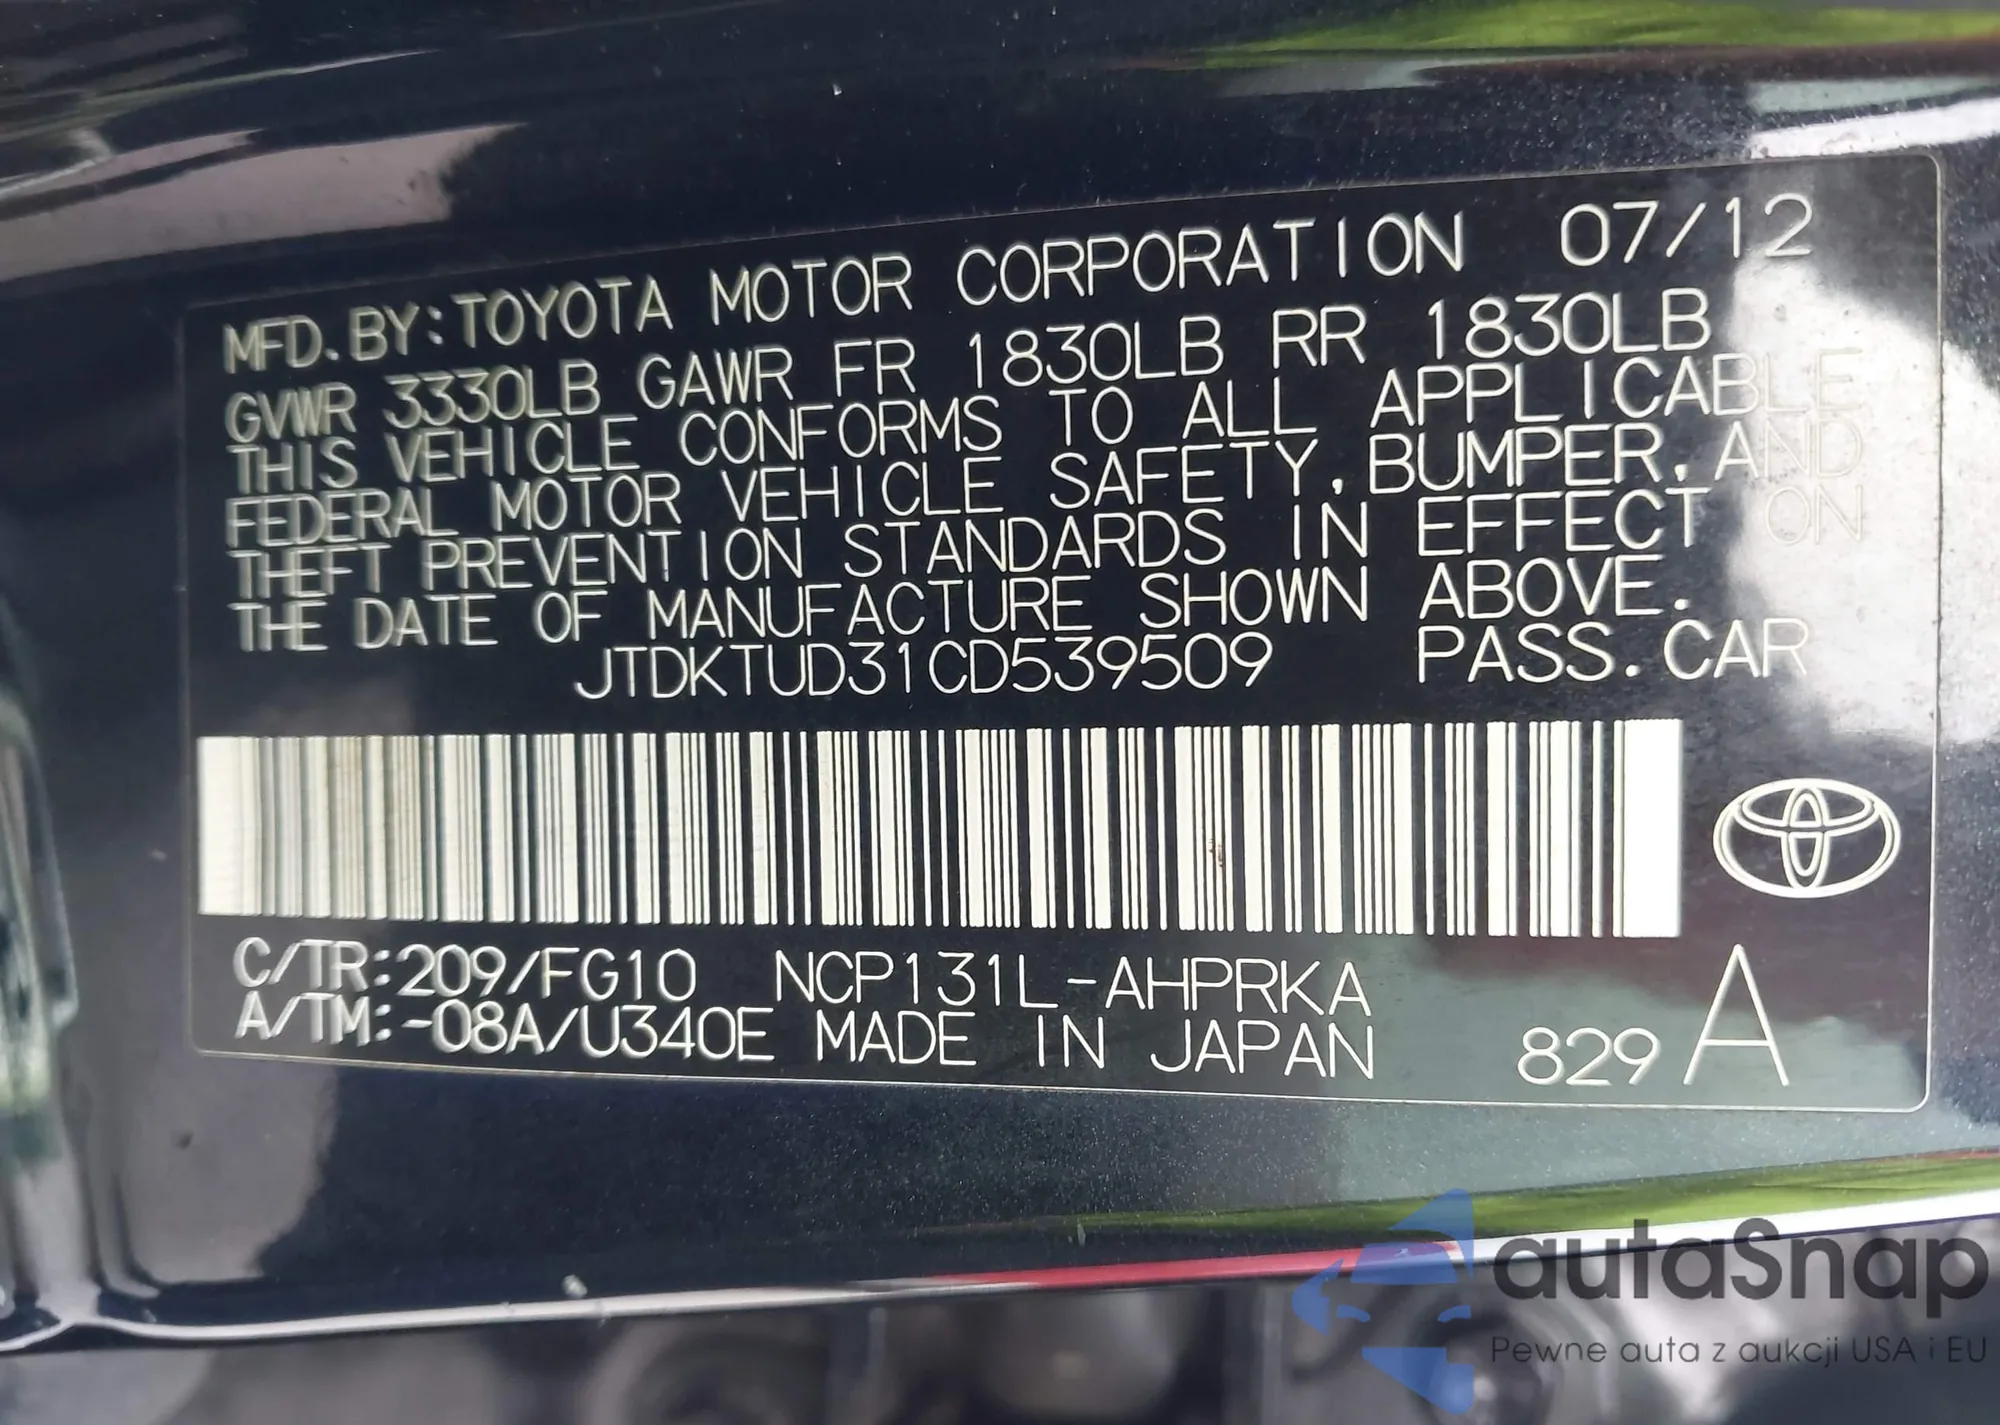 MFD. BY: TOYOTA MOTOR CORPORATION 07/12
GVWR 3330LB GAWR FR 1830LB RR 1830LB
THIS VEHICLE CONFORMS TO ALL APPLICABLE
FEDERAL MOTOR VEHICLE SAFETY, BUMPER, AND
THEFT PREVENTION STANDARDS IN EFFECT ON
THE DATE OF MANUFACTURE SHOWN ABOVE.
JTDKTUD31CD539509 PASS. CAR
C/TR: 209/FG10 NCP131L-AHPRKA
A/TM: -08A/U340E MADE IN JAPAN 829 A
autaSnap
Pewne auta z aukcji USA i EU